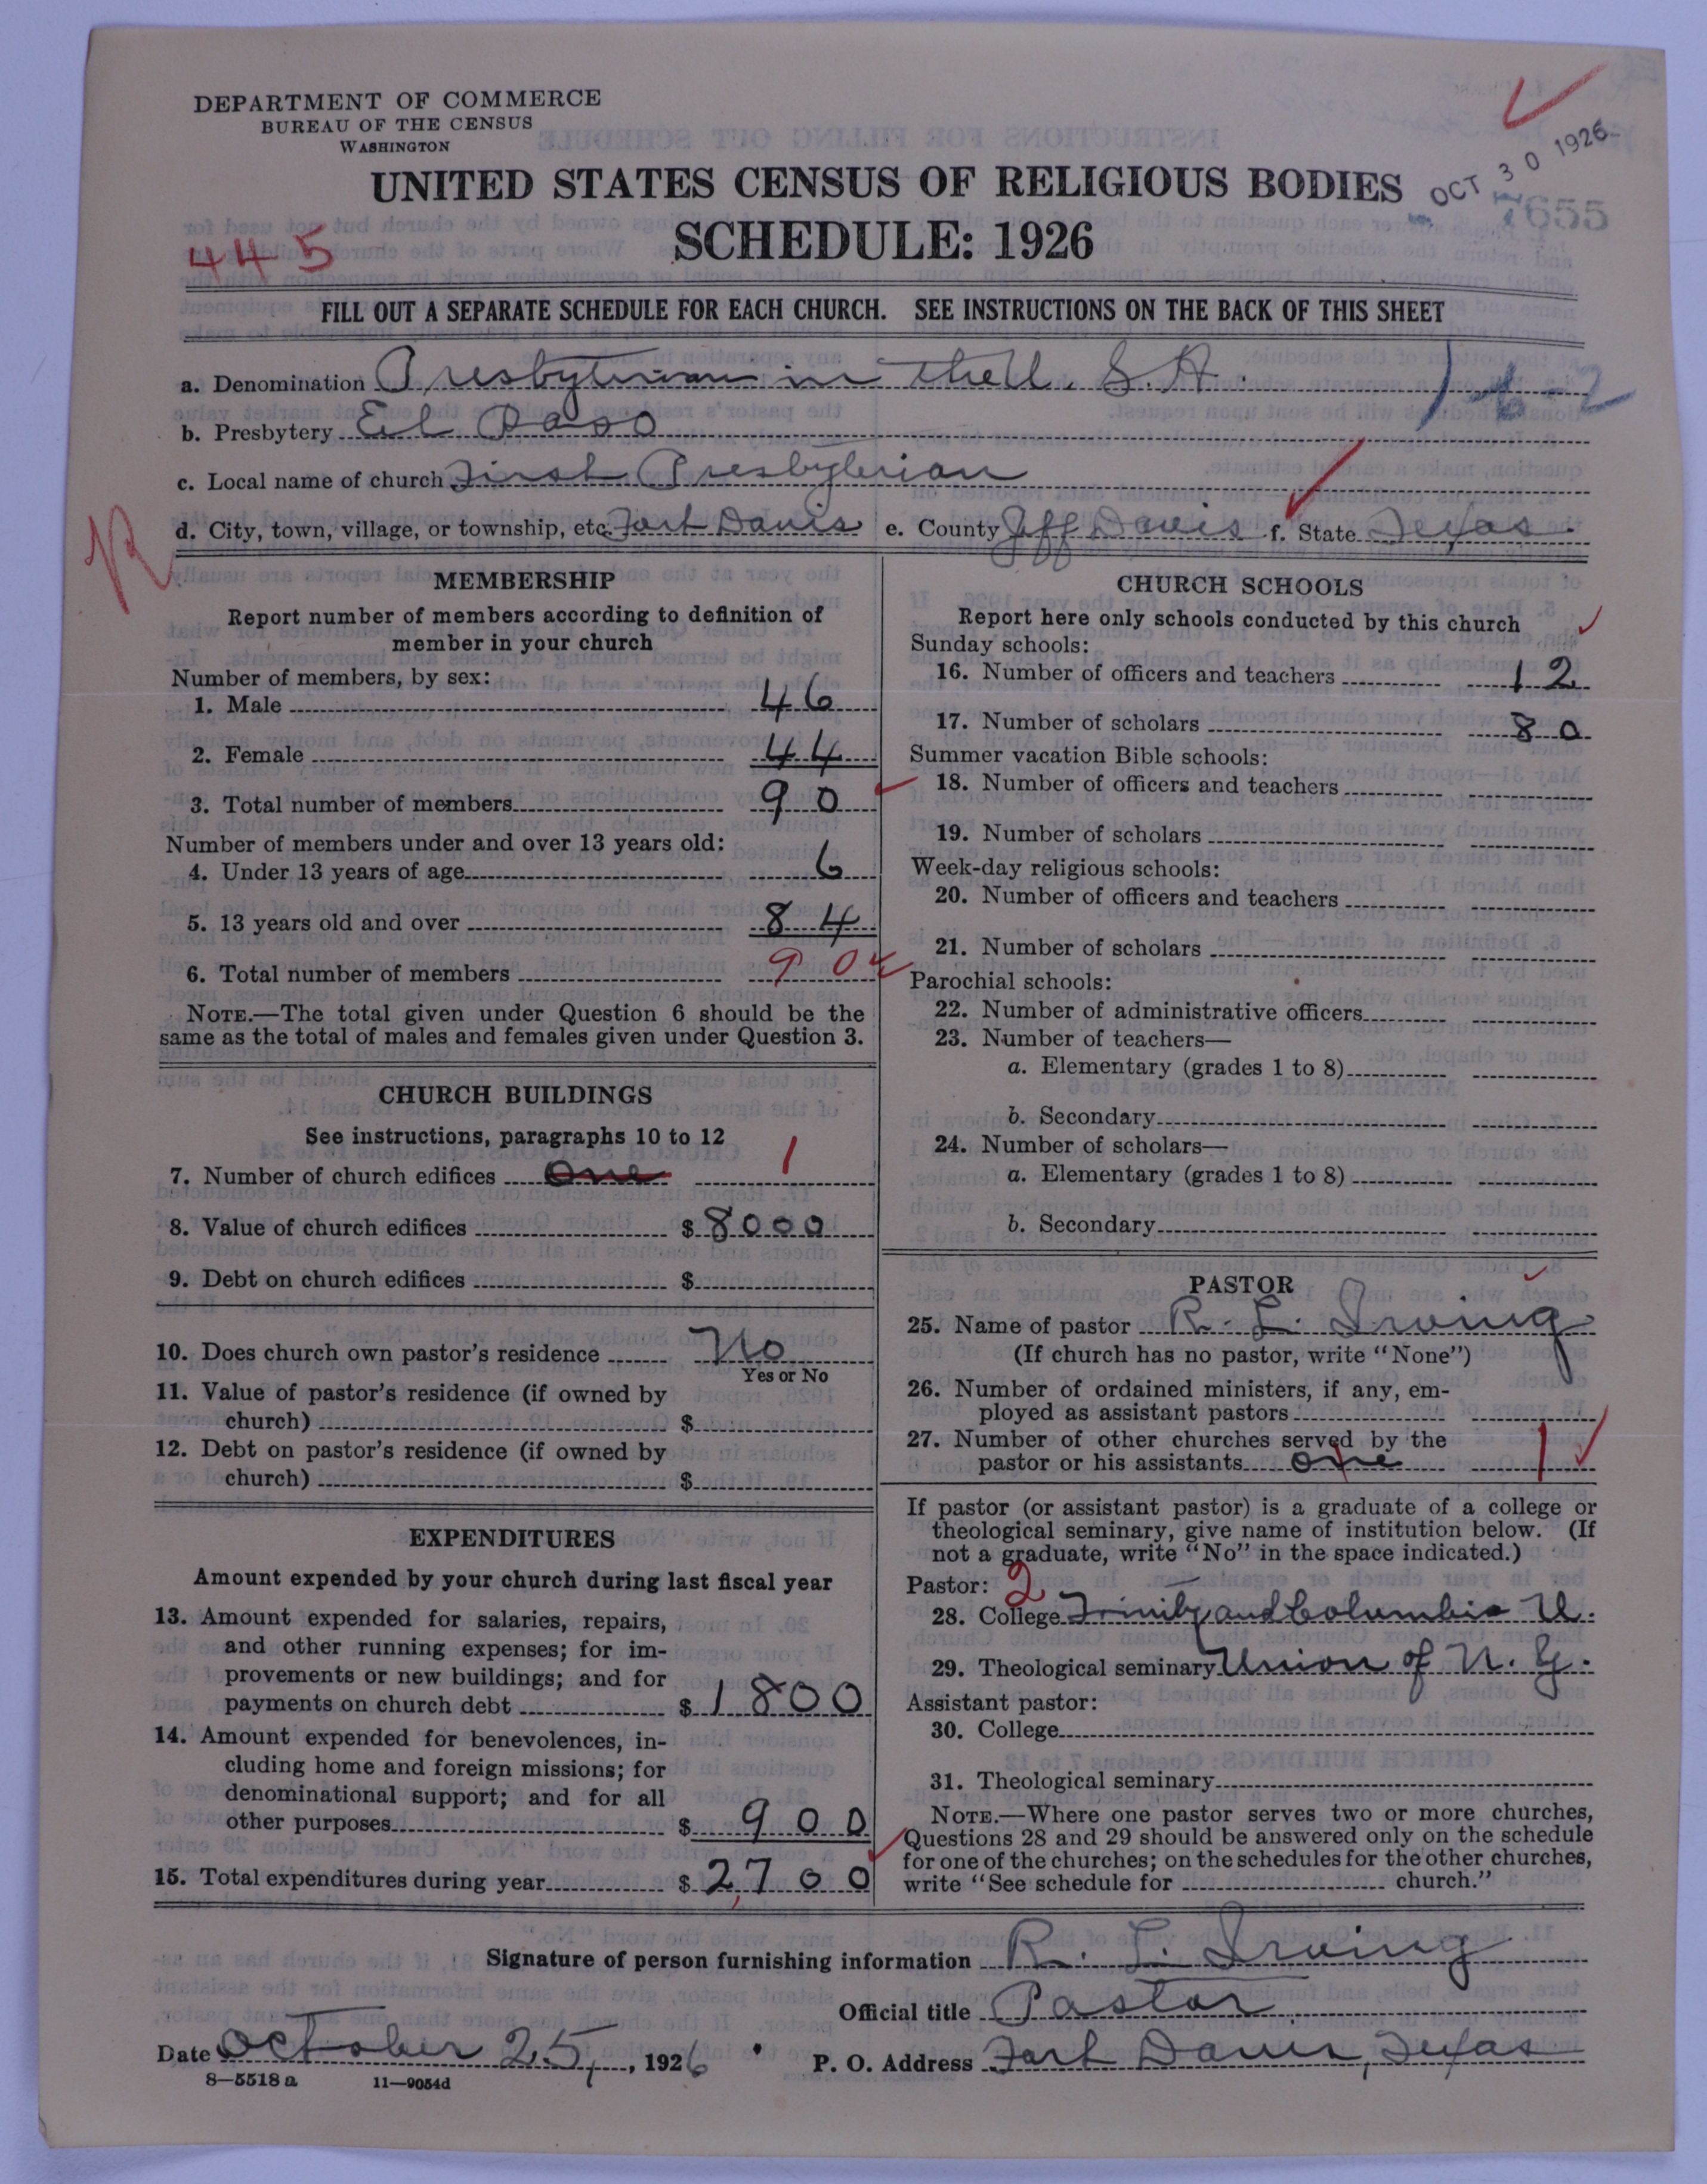 DEPARTMENT OF COMMERCE
BUREAU OF THE CENSUS
WASHINGTON
UNITED STATES CENSUS OF RELIGIOUS BODIES
OCT 30 1926
7655
SCHEDULE: 1926
445
FILL OUT A SEPARATE SCHEDULE FOR EACH CHURCH. SEE INSTRUCTIONS ON THE BACK OF THIS SHEET
a. Denomination Presbyterian in the U. S. A. 1-6-2
b. Presbytery El Paso
c. Local name of church First Presbyterian
d. City, town, village, or township, etc. Fort Davis e. County Jeff Davis f. State Texas
R
MEMBERSHIP
Report number of members according to definition of
member in your church
Number of members, by sex:
1. Male 46
2. Female 44
3. Total number of members 90
Number of members under and over 13 years old:
4. Under 13 years of age 6
5. 13 years old and over 84
6. Total number of members 90
NOTE.—The total given under Question 6 should be the
same as the total of males and females given under Question 3.
CHURCH BUILDINGS
See instructions, paragraphs 10 to 12
7. Number of church edifices One 1
8. Value of church edifices $ 8000
9. Debt on church edifices $
10. Does church own pastor's residence No
Yes or No
11. Value of pastor's residence (if owned by
church) $
12. Debt on pastor's residence (if owned by
church) $
EXPENDITURES
Amount expended by your church during last fiscal year
13. Amount expended for salaries, repairs,
and other running expenses; for im-
provements or new buildings; and for
payments on church debt $ 1800
14. Amount expended for benevolences, in-
cluding home and foreign missions; for
denominational support; and for all
other purposes $ 900
15. Total expenditures during year $ 2,700
CHURCH SCHOOLS
Report here only schools conducted by this church
Sunday schools:
16. Number of officers and teachers 12
17. Number of scholars 80
Summer vacation Bible schools:
18. Number of officers and teachers
19. Number of scholars
Week-day religious schools:
20. Number of officers and teachers
21. Number of scholars
Parochial schools:
22. Number of administrative officers
23. Number of teachers—
a. Elementary (grades 1 to 8)
b. Secondary
24. Number of scholars—
a. Elementary (grades 1 to 8)
b. Secondary
PASTOR
25. Name of pastor R. L. Irving
(If church has no pastor, write "None")
26. Number of ordained ministers, if any, em-
ployed as assistant pastors
27. Number of other churches served by the
pastor or his assistants One 1
If pastor (or assistant pastor) is a graduate of a college or
theological seminary, give name of institution below. (If
not a graduate, write "No" in the space indicated.)
Pastor: 2
28. College Trinity and Columbia U.
29. Theological seminary Union of N. Y.
Assistant pastor:
30. College
31. Theological seminary
NOTE.—Where one pastor serves two or more churches,
Questions 28 and 29 should be answered only on the schedule
for one of the churches; on the schedules for the other churches,
write "See schedule for church."
Signature of person furnishing information R. L. Irving
Official title Pastor
Date October 25, 1926 P. O. Address Fort Davis, Texas
8—5518 a 11—9054d